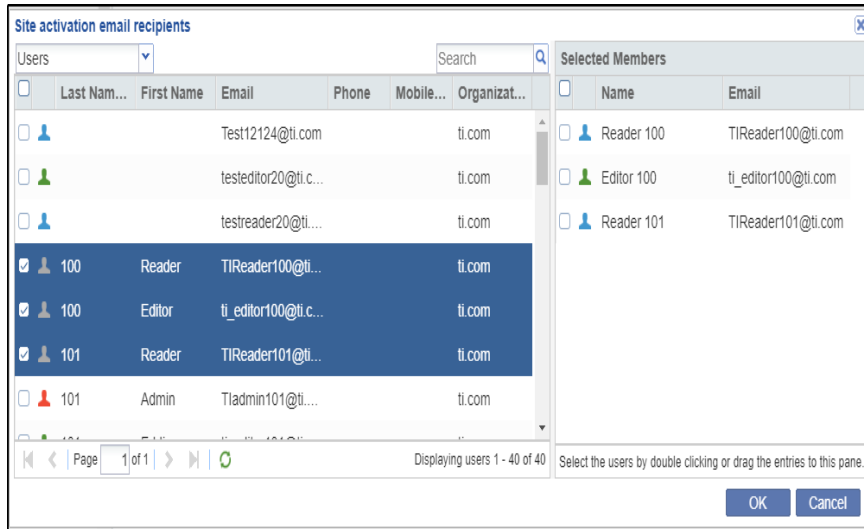 Site activation email recipients
Users
Search
Last Nam... First Name Email Phone Mobile... Organizat...
Test12124@ti.com ti.com
testeditor20@ti.c... ti.com
testreader20@ti.... ti.com
100 Reader TIReader100@ti... ti.com
100 Editor ti_editor100@ti.c... ti.com
101 Reader TIReader101@ti... ti.com
101 Admin TIadmin101@ti.... ti.com
Page 1 of 1 Displaying users 1 - 40 of 40
Selected Members
Name Email
Reader 100 TIReader100@ti.com
Editor 100 ti_editor100@ti.com
Reader 101 TIReader101@ti.com
Select the users by double clicking or drag the entries to this pane.
OK Cancel